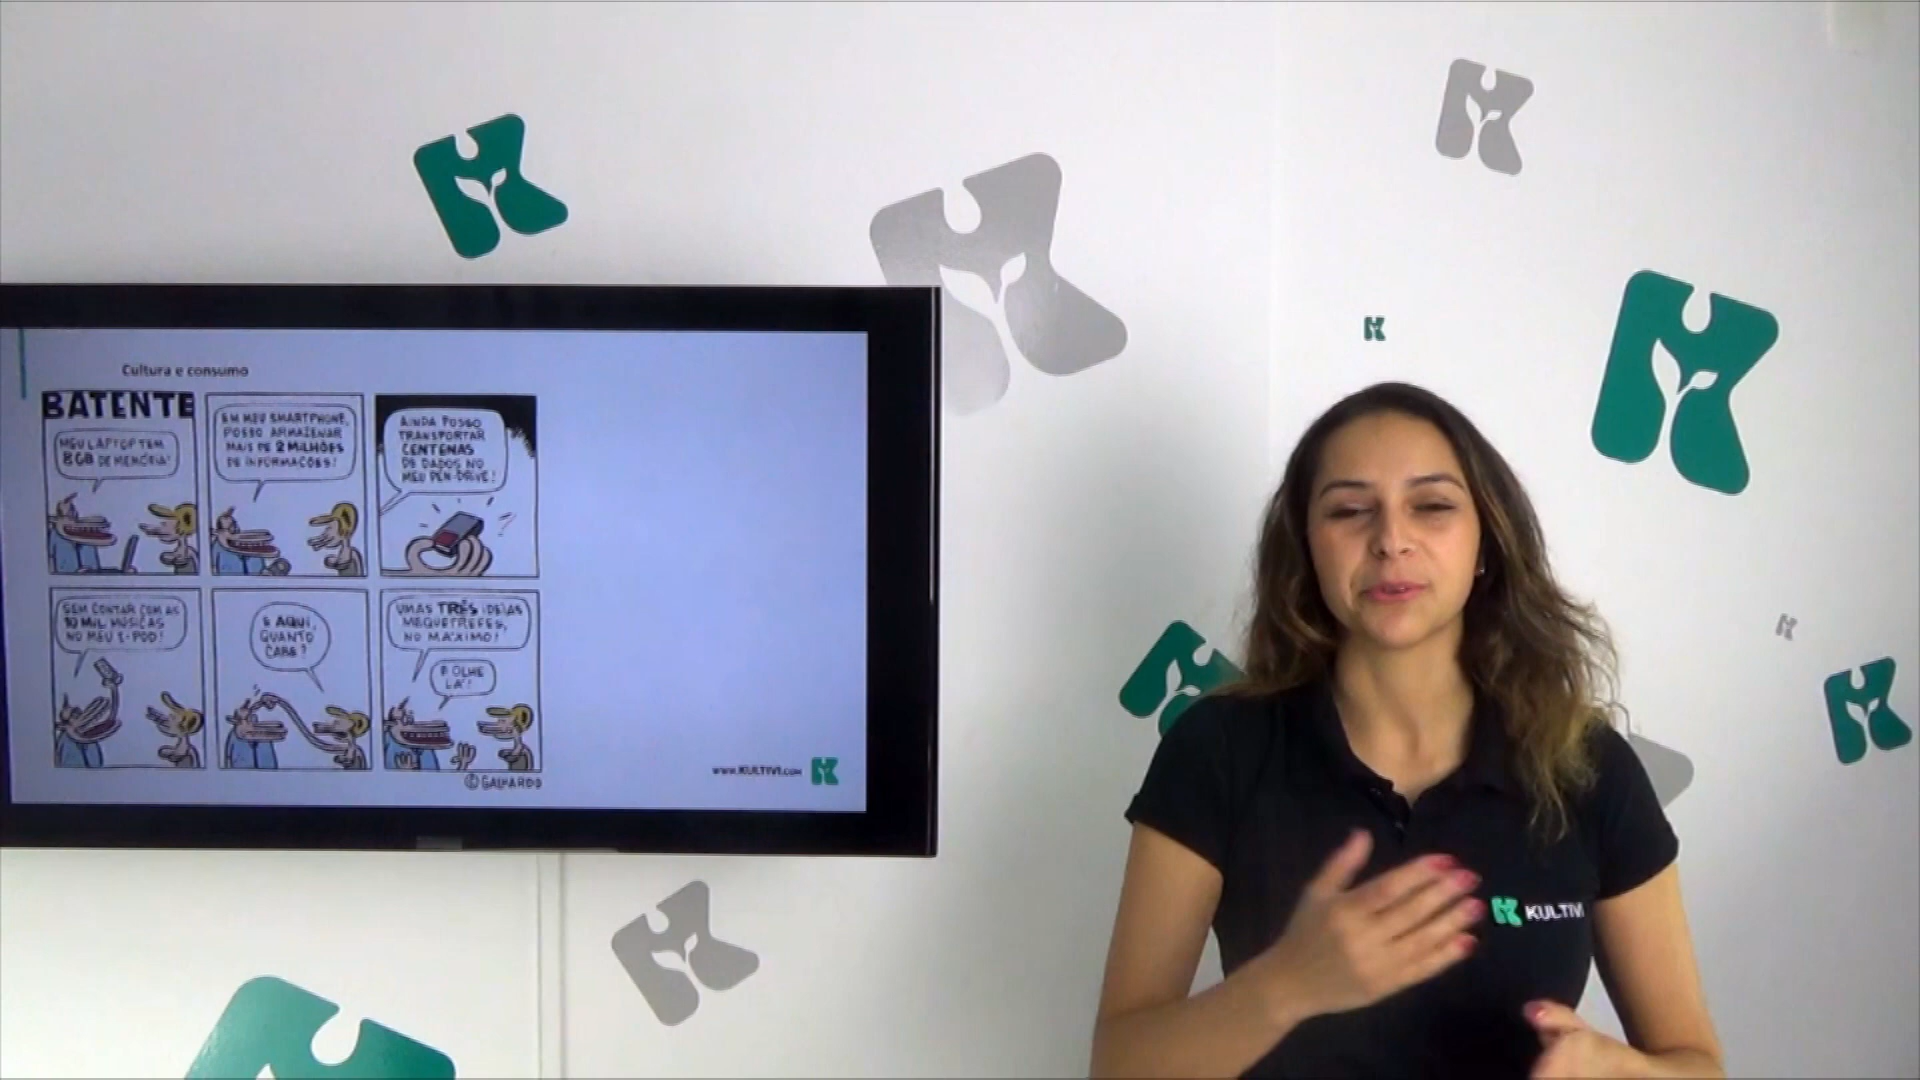 Cultura e consumo
BATENTE
MEU LAPTOP TEM
8GB DE MEMÓRIA!
EM MEU SMARTPHONE,
POSSO ARMAZENAR
MAIS DE 2 MILHÕES
DE INFORMAÇÕES!
AINDA POSSO
TRANSPORTAR
CENTENAS
DE DADOS NO
MEU PEN-DRIVE!
SEM CONTAR COM AS
10 MIL MÚSICAS
NO MEU I-POD!
E AQUI,
QUANTO
CABE?
UMAS TRÊS IDEIAS
MEQUETREFES,
NO MÁXIMO!
E OLHE
LÁ!
© GALHARDO
WWW.KULTIVI.COM
KULTIVI